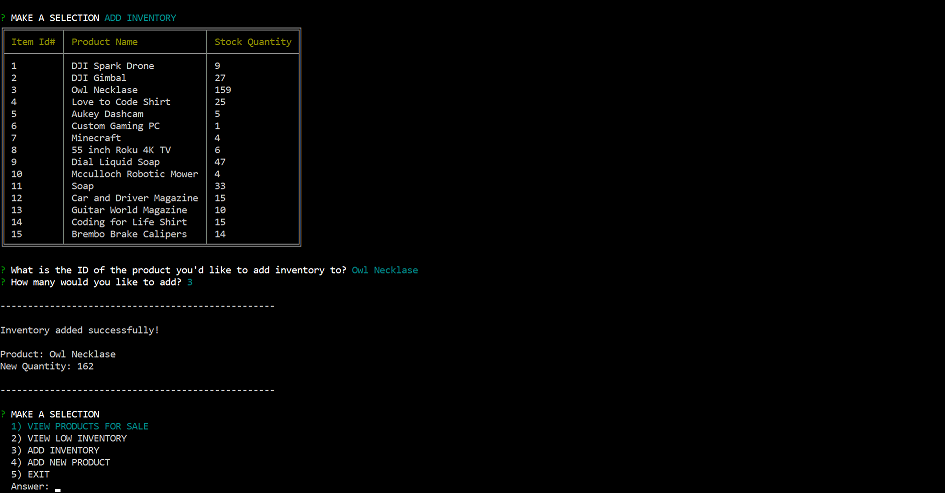 ? MAKE A SELECTION ADD INVENTORY
Item Id# Product Name Stock Quantity
1 DJI Spark Drone 9
2 DJI Gimbal 27
3 Owl Necklase 159
4 Love to Code Shirt 25
5 Aukey Dashcam 5
6 Custom Gaming PC 1
7 Minecraft 4
8 55 inch Roku 4K TV 6
9 Dial Liquid Soap 47
10 Mcculloch Robotic Mower 4
11 Soap 33
12 Car and Driver Magazine 15
13 Guitar World Magazine 10
14 Coding for Life Shirt 15
15 Brembo Brake Calipers 14
? What is the ID of the product you'd like to add inventory to? Owl Necklase
? How many would you like to add? 3
--------------------------------------------------
Inventory added successfully!
Product: Owl Necklase
New Quantity: 162
--------------------------------------------------
? MAKE A SELECTION
1) VIEW PRODUCTS FOR SALE
2) VIEW LOW INVENTORY
3) ADD INVENTORY
4) ADD NEW PRODUCT
5) EXIT
Answer: _